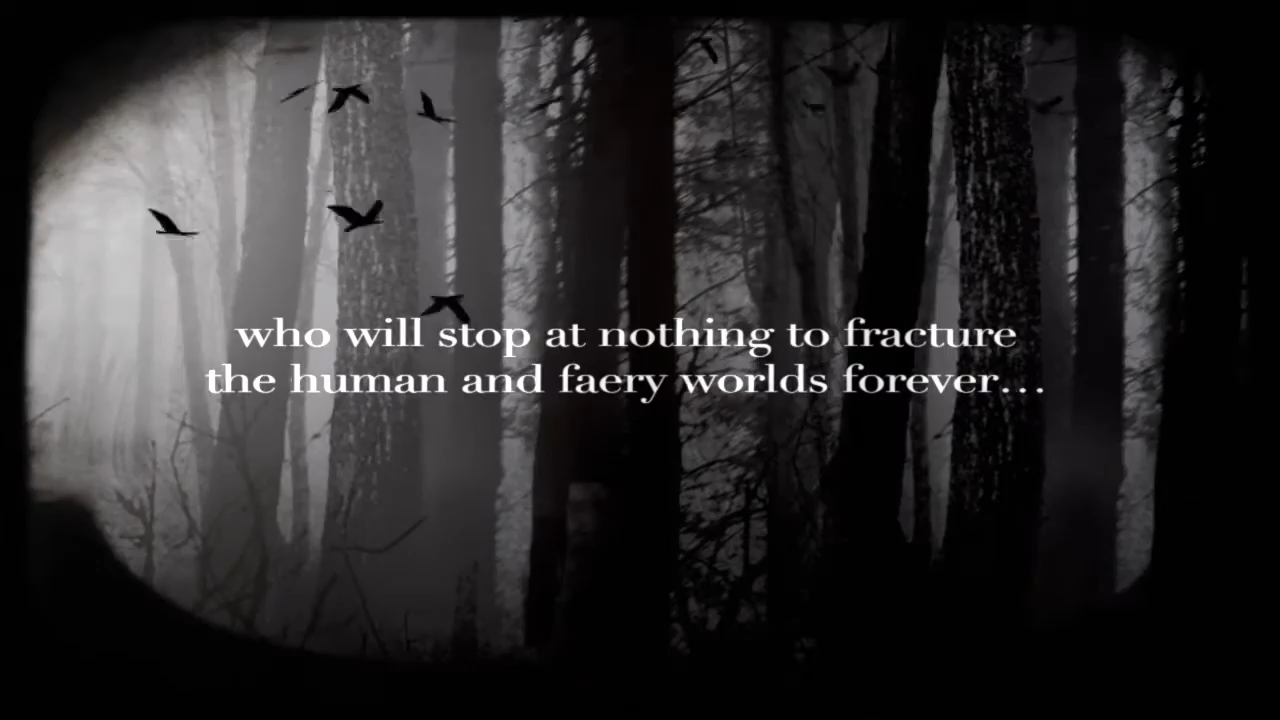 who will stop at nothing to fracture
the human and faery worlds forever…